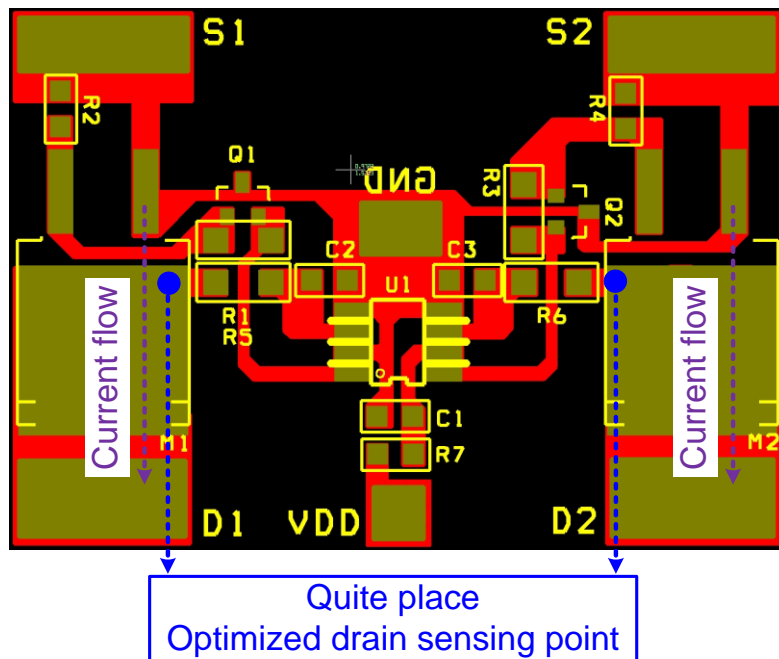 S1
S2
R2
R4
Q1
GND
R3
Q2
C2
C3
U1
R1
R5
R6
Current flow
Current flow
M1
M2
C1
R7
D1
VDD
D2
Quite place
Optimized drain sensing point